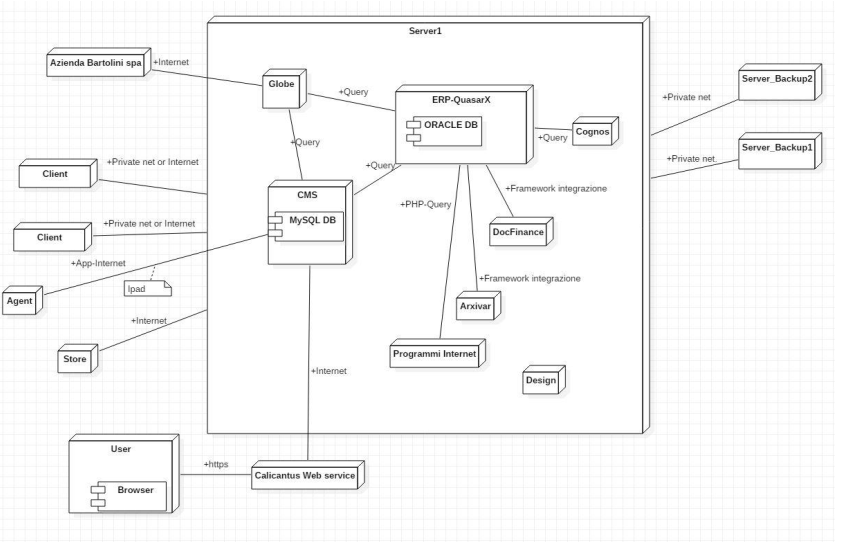 Server1
Azienda Bartolini spa
+Internet
Globe
+Query
ERP-QuasarX
ORACLE DB
+Query
Cognos
+Private net
Server_Backup2
+Query
+Query
Server_Backup1
+Private net
Client
+Private net or Internet
CMS
MySQL DB
+PHP-Query
+Framework integrazione
DocFinance
Client
+Private net or Internet
+App-Internet
Ipad
Agent
+Framework integrazione
Arxivar
+Internet
Store
Programmi Internet
Design
+Internet
User
Browser
+https
Calicantus Web service